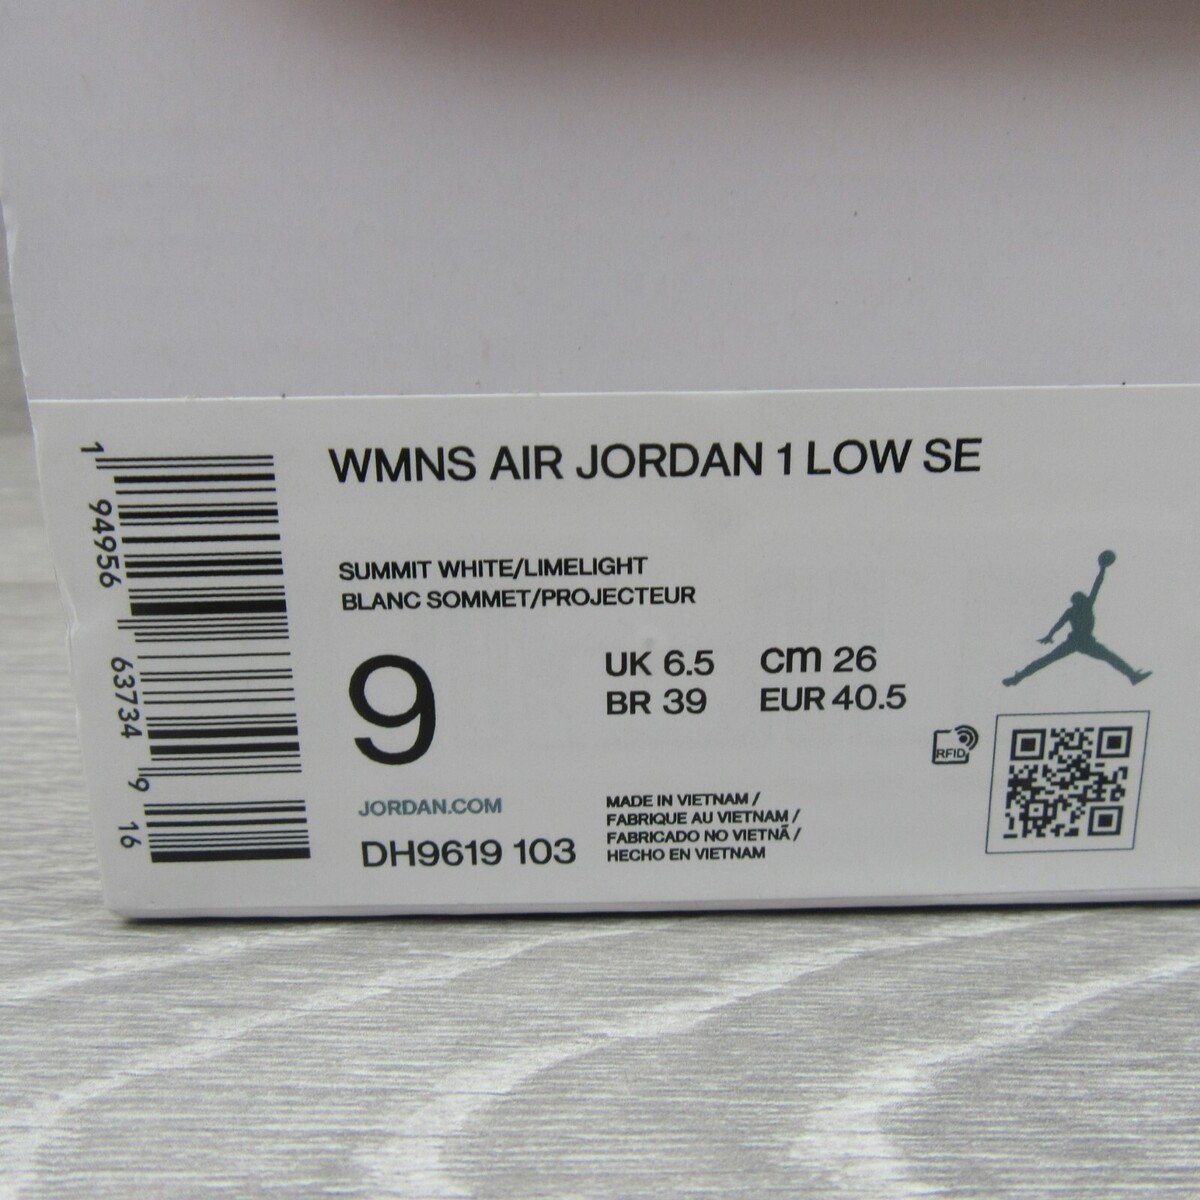 WMNS AIR JORDAN 1 LOW SE
SUMMIT WHITE/LIMELIGHT
BLANC SOMMET/PROJECTEUR
9
UK 6.5 cm 26
BR 39 EUR 40.5
RFID
JORDAN.COM
DH9619 103
MADE IN VIETNAM /
FABRIQUE AU VIETNAM /
FABRICADO NO VIETNÃ /
HECHO EN VIETNAM
1 94956 63734 9 16